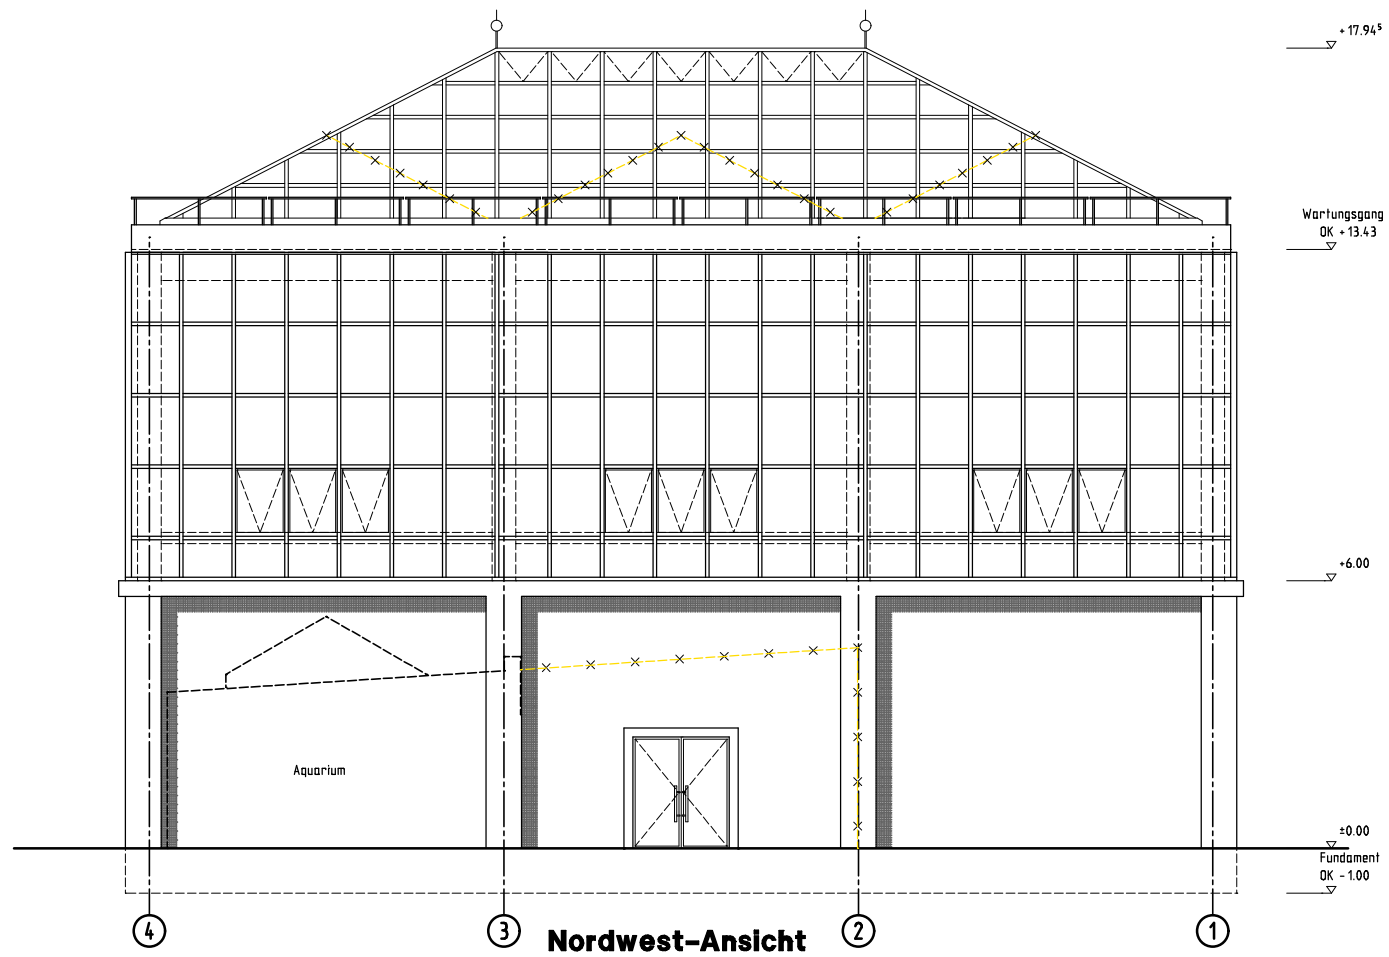 + 17.94⁵
Wartungsgang
OK + 13.43
+6.00
Aquarium
±0.00
Fundament
OK - 1.00
4 3 2 1
Nordwest-Ansicht